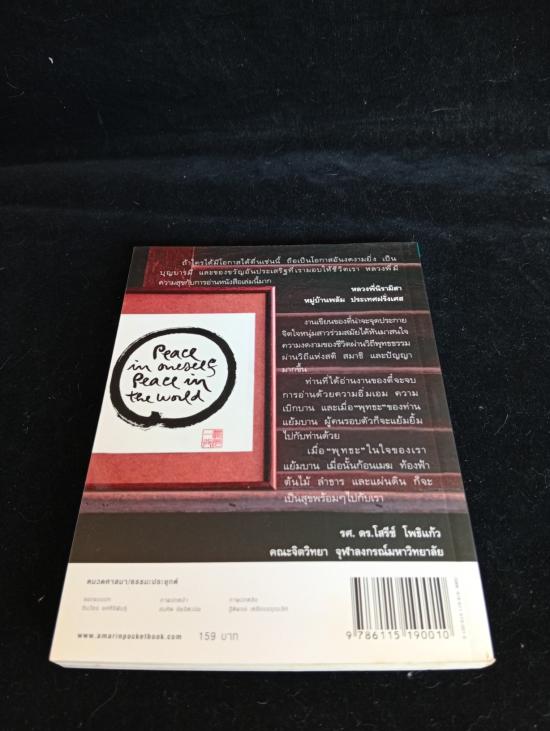 ถ้าใครได้มีโอกาสได้ตื่นเช่นนี้ ถือเป็นโอกาสอันงดงามยิ่ง เป็น
บุญบารมี และของขวัญอันประเสริฐที่เรามอบให้ชีวิตเรา หลวงพี่มี
ความสุขกับการอ่านหนังสือเล่มนี้มาก
หลวงพี่นิรามิสา
หมู่บ้านพลัม ประเทศฝรั่งเศส
งานเขียนของตี่น่าจะจุดประกาย
จิตใจหนุ่มสาวร่วมสมัยได้หันมาสนใจ
ความงดงามของชีวิตผ่านวิถีพุทธธรรม
ผ่านวิถีแห่งสติ สมาธิ และปัญญา
มากขึ้น
ท่านที่ได้อ่านงานของตี่จะจบ
การอ่านด้วยความอิ่มเอม ความ
เบิกบาน และเมื่อ"พุทธะ"ของท่าน
แย้มบาน ผู้คนรอบตัวก็จะแย้มยิ้ม
ไปกับท่านด้วย
เมื่อ"พุทธะ"ในใจของเรา
แย้มบาน เมื่อนั้นก้อนเมฆ ท้องฟ้า
ต้นไม้ ลำธาร และแผ่นดิน ก็จะ
เป็นสุขพร้อมๆไปกับเรา
รศ. ดร.โสรีช์ โพธิแก้ว
คณะจิตวิทยา จุฬาลงกรณ์มหาวิทยาลัย
Peace
in oneself,
Peace in
the world
หมวดศาสนา/ธรรมะประยุกต์
ออกแบบปก
ภาพปกหน้า
ภาพปกหลัง
www.amarinpocketbook.com
159 บาท
9 786115 190010